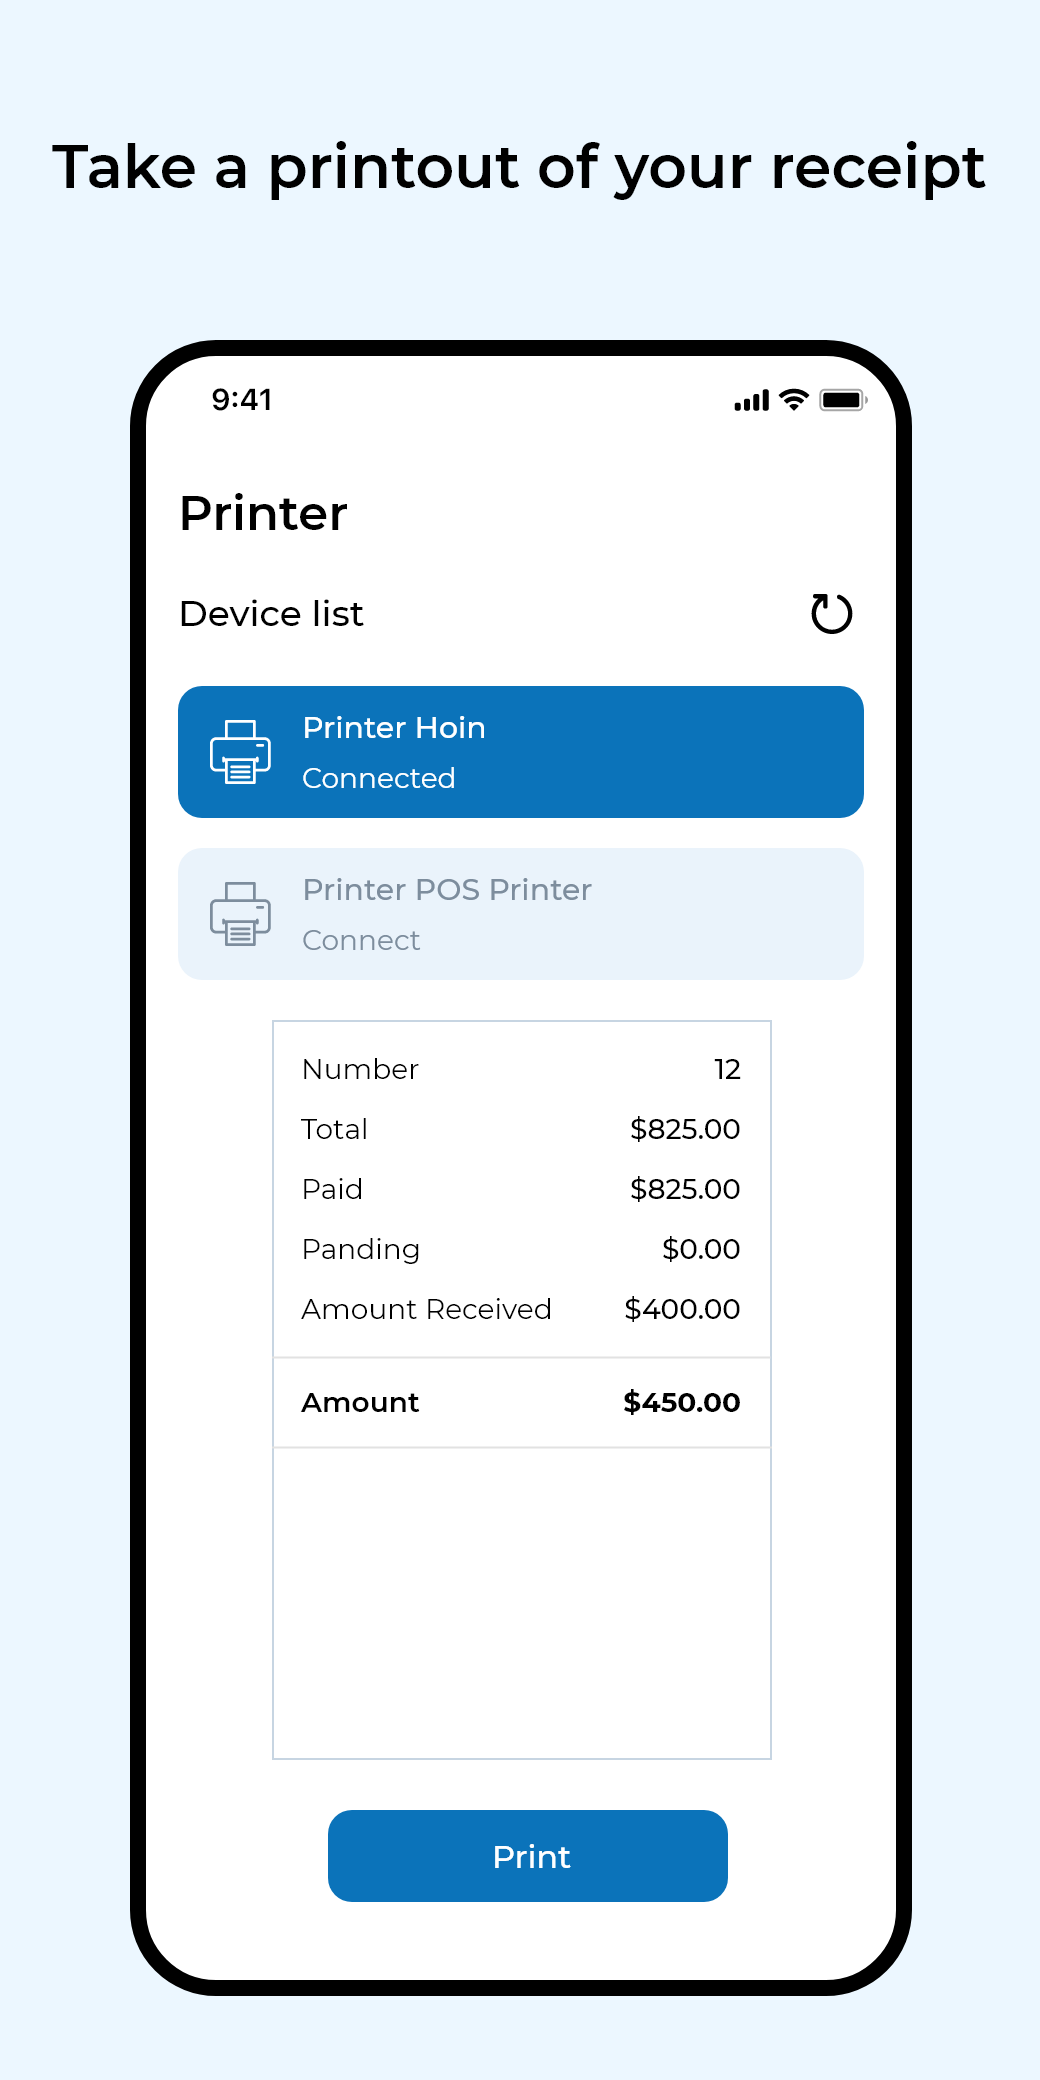 Take a printout of your receipt
9:41
Printer
Device list
Printer Hoin
Connected
Printer POS Printer
Connect
Number 12
Total $825.00
Paid $825.00
Panding $0.00
Amount Received $400.00
Amount $450.00
Print